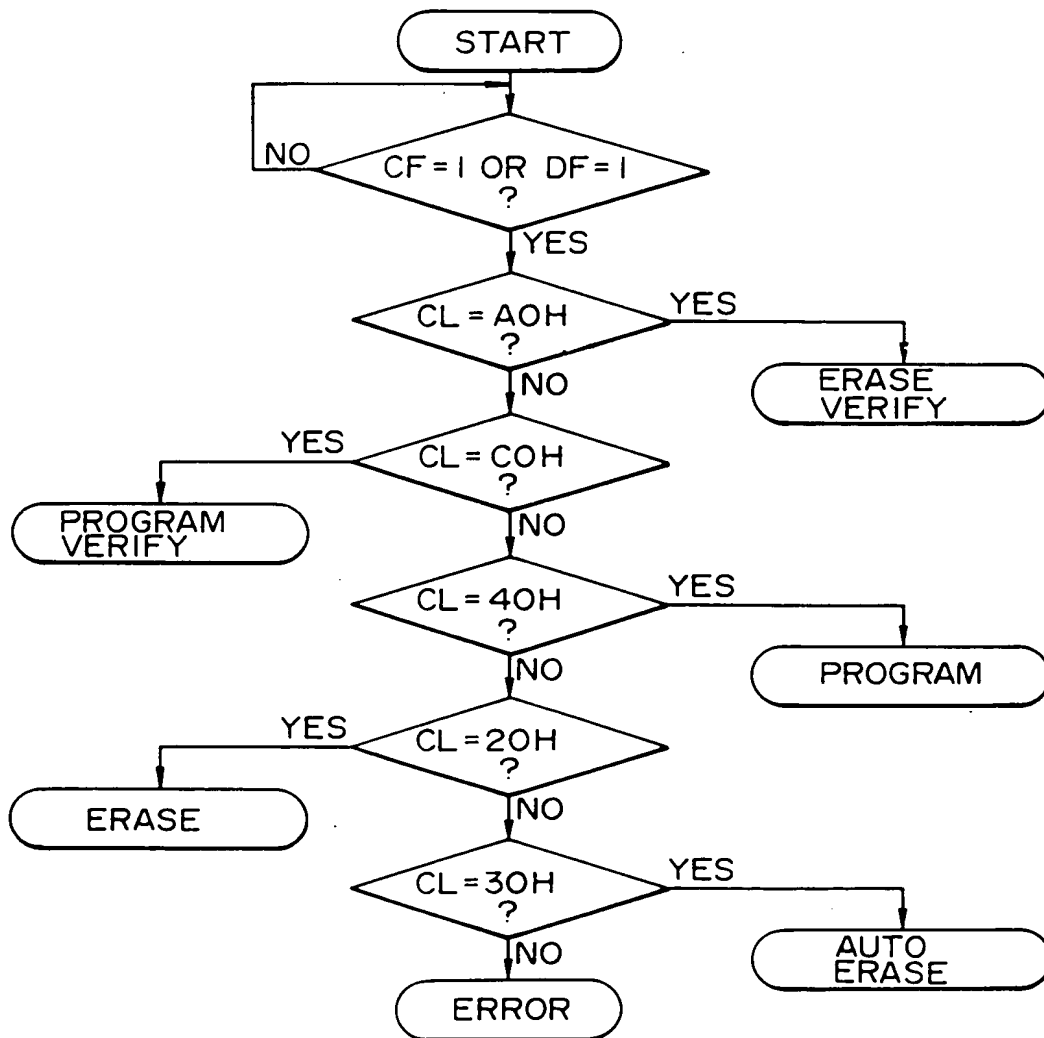 START
NO
CF=1 OR DF=1
?
YES
CL=A0H
?
YES
NO
ERASE
VERIFY
YES
CL=C0H
?
NO
PROGRAM
VERIFY
CL=40H
?
YES
NO
PROGRAM
YES
CL=20H
?
NO
ERASE
CL=30H
?
YES
NO
AUTO
ERASE
ERROR